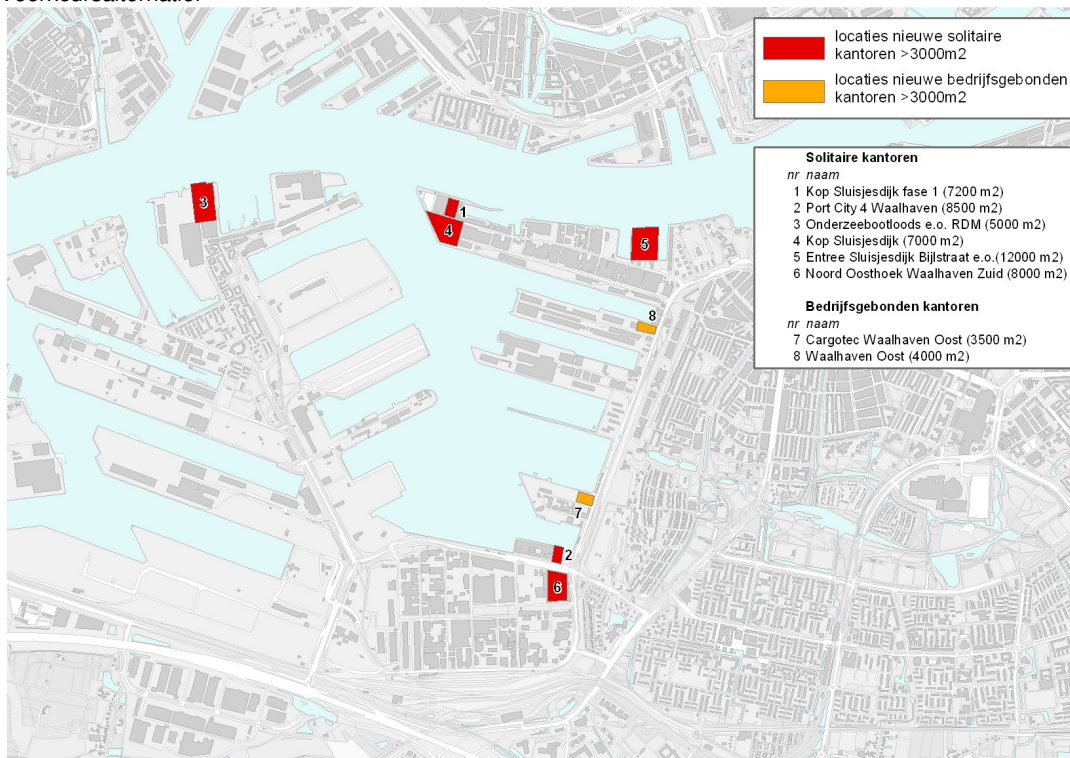 voorkeursalternatief
locaties nieuwe solitaire
kantoren >3000m2
locaties nieuwe bedrijfsgebonden
kantoren >3000m2
Solitaire kantoren
nr naam
1 Kop Sluisjesdijk fase 1 (7200 m2)
2 Port City 4 Waalhaven (8500 m2)
3 Onderzeebootloods e.o. RDM (5000 m2)
4 Kop Sluisjesdijk (7000 m2)
5 Entree Sluisjesdijk Bijlstraat e.o.(12000 m2)
6 Noord Oosthoek Waalhaven Zuid (8000 m2)
Bedrijfsgebonden kantoren
nr naam
7 Cargotec Waalhaven Oost (3500 m2)
8 Waalhaven Oost (4000 m2)
3
1
4
5
8
7
2
6